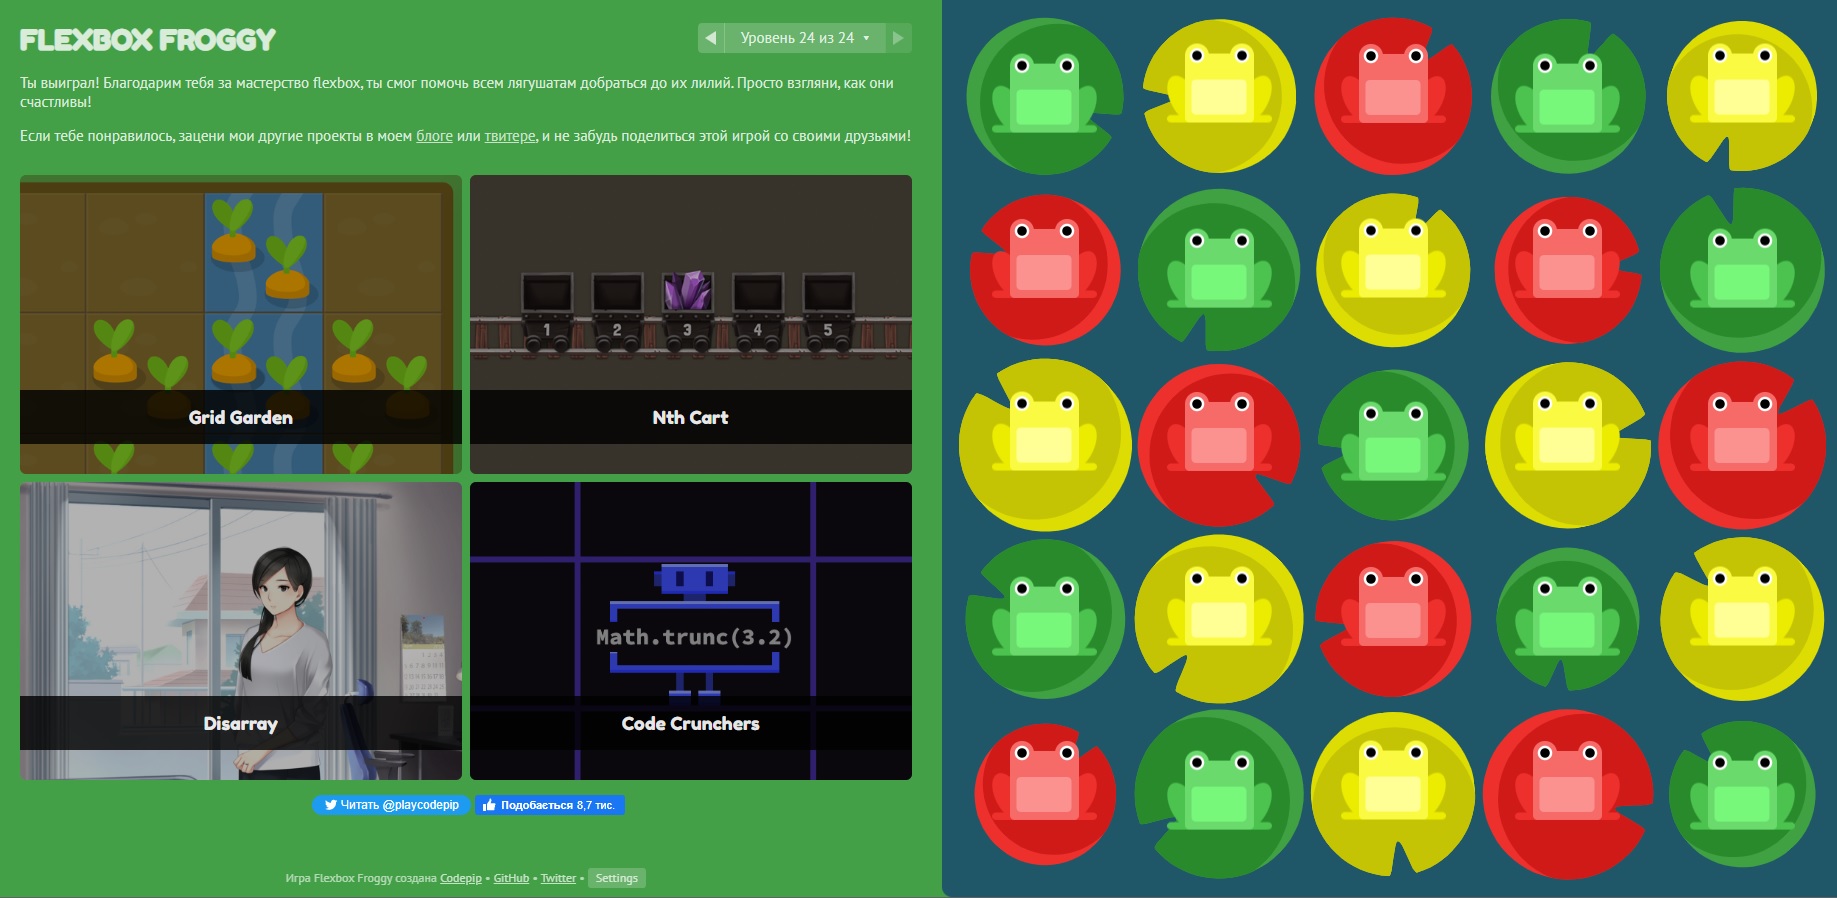 FLEXBOX FROGGY
Уровень 24 из 24
Ты выиграл! Благодарим тебя за мастерство flexbox, ты смог помочь всем лягушатам добраться до их лилий. Просто взгляни, как они
счастливы!
Если тебе понравилось, зацени мои другие проекты в моем блоге или твитере, и не забудь поделиться этой игрой со своими друзьями!
1 2 3 4 5
Grid Garden
Nth Cart
Math.trunc(3.2)
Disarray
Code Crunchers
Читать @playcodepip
Подобається 8,7 тис.
Игра Flexbox Froggy создана Codepip • GitHub • Twitter • Settings